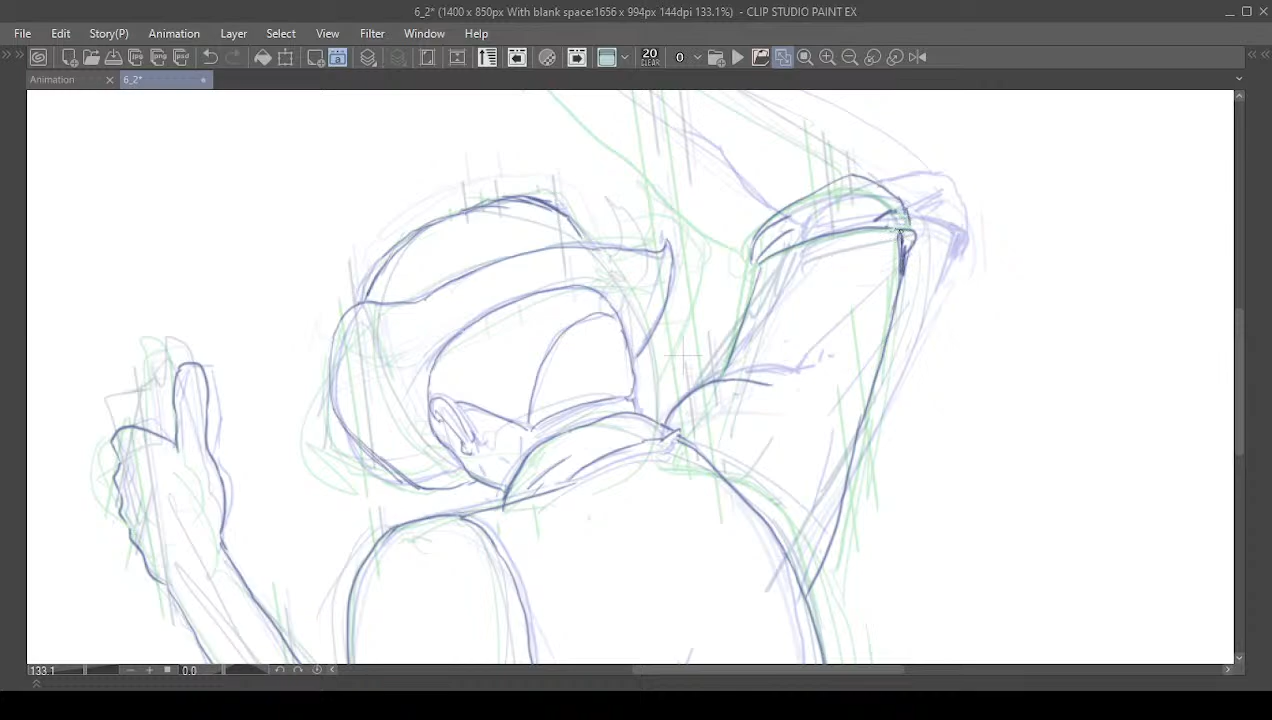 6_2* (1400 x 850px With blank space:1656 x 994px 144dpi 133.1%) - CLIP STUDIO PAINT EX
File Edit Story(P) Animation Layer Select View Filter Window Help
20 CLEAR 0
Animation 6_2*
133.1 0.0